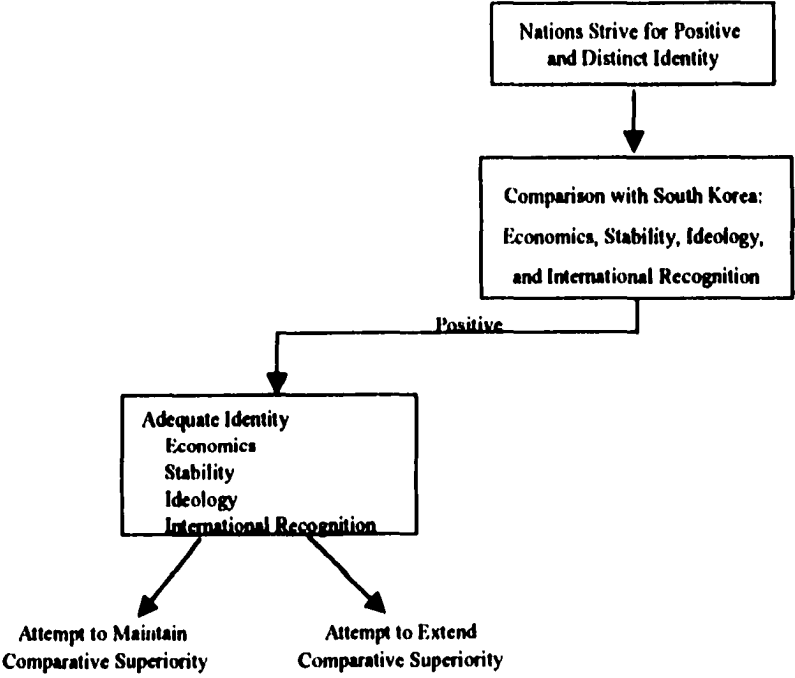 Nations Strive for Positive
and Distinct Identity
Comparison with South Korea:
Economics, Stability, Ideology,
and International Recognition
Positive
Adequate Identity
Economics
Stability
Ideology
International Recognition
Attempt to Maintain
Comparative Superiority
Attempt to Extend
Comparative Superiority